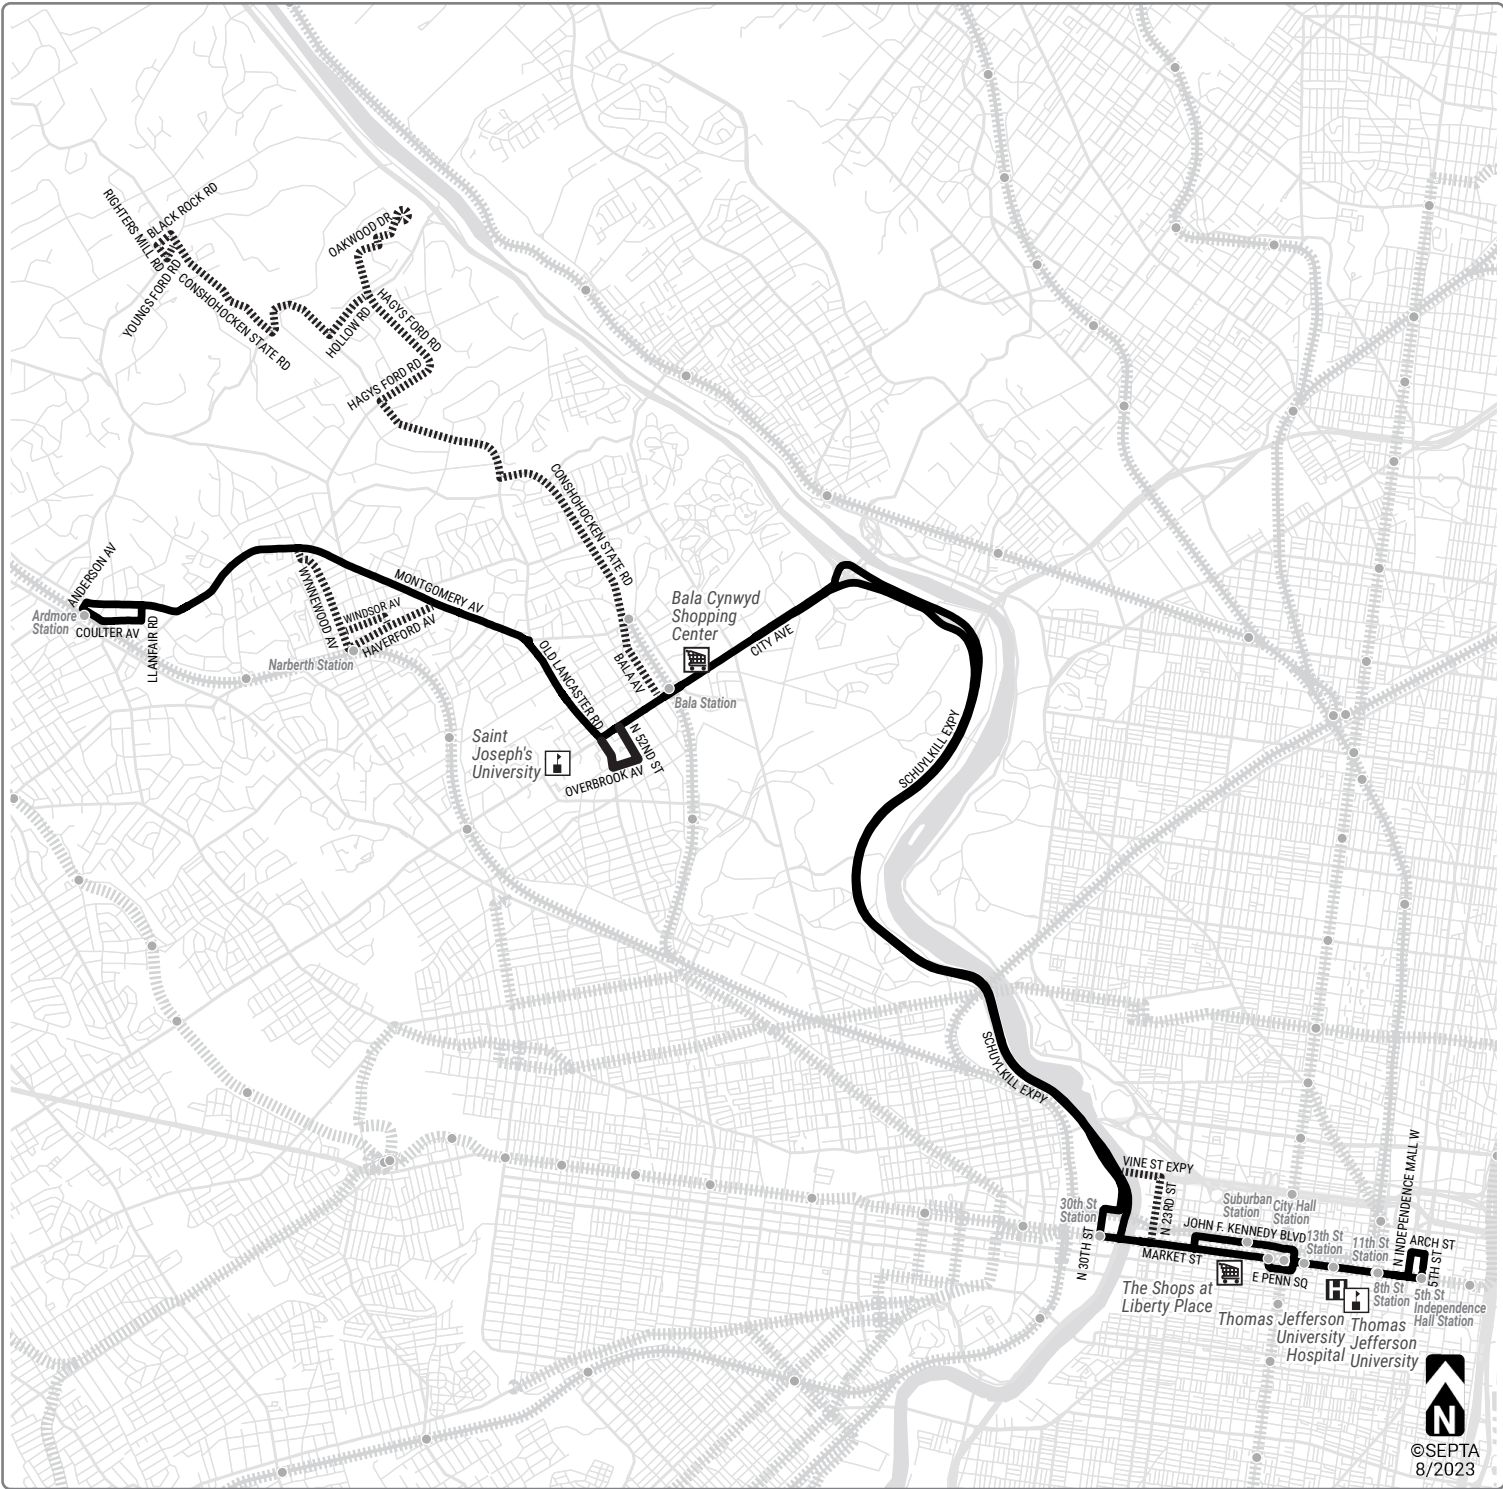 BLACK ROCK RD
RIGHTERS MILL RD
OAKWOOD DR
YOUNGS FORD RD
CONSHOHOCKEN STATE RD
HOLLOW RD
HAGYS FORD RD
HAGYS FORD RD
CONSHOHOCKEN STATE RD
ANDERSON AV
Ardmore
Station
COULTER AV
LLANFAIR RD
WYNNEWOOD AV
MONTGOMERY AV
WINDSOR AV
HAVERFORD AV
Narberth Station
OLD LANCASTER RD
BALA AV
Bala Cynwyd
Shopping
Center
CITY AVE
Bala Station
Saint
Joseph's
University
N 52ND ST
OVERBROOK AV
SCHUYLKILL EXPY
SCHUYLKILL EXPY
VINE ST EXPY
N 23RD ST
30th St
Station
N 30TH ST
MARKET ST
JOHN F. KENNEDY BLVD
Suburban
Station
City Hall
Station
13th St
Station
11th St
Station
N INDEPENDENCE MALL W
ARCH ST
5TH ST
E PENN SQ
8th St
Station
5th St
Independence
Hall Station
The Shops at
Liberty Place
H
Thomas Jefferson
University
Hospital
Thomas
Jefferson
University
N
©SEPTA
8/2023